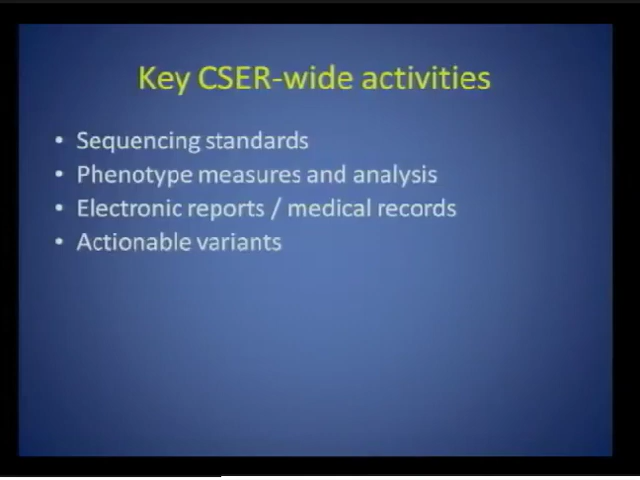 Key CSER-wide activities
• Sequencing standards
• Phenotype measures and analysis
• Electronic reports / medical records
• Actionable variants